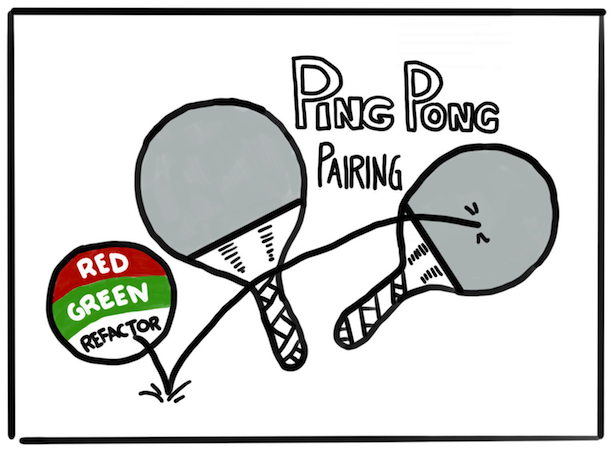 PING PONG
PAIRING
RED
GREEN
REFACTOR